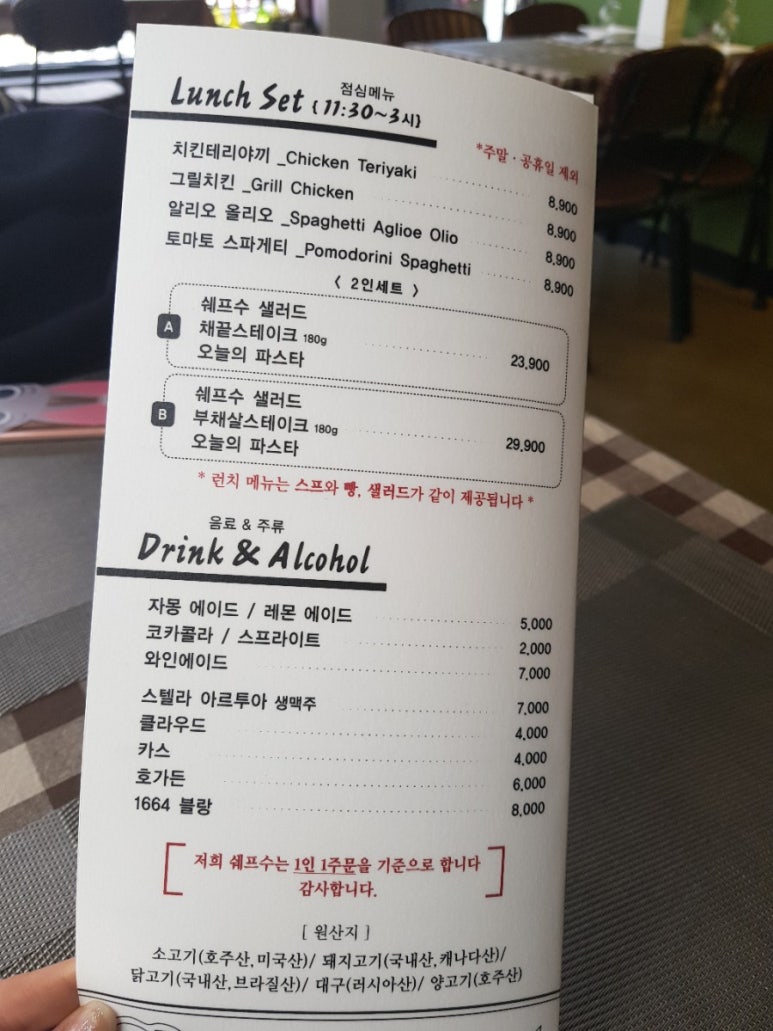 점심메뉴
Lunch Set { 11:30~3시}
*주말 · 공휴일 제외
치킨테리야끼 _Chicken Teriyaki 8,900
그릴치킨 _Grill Chicken 8,900
알리오 올리오 _Spaghetti Aglioe Olio 8,900
토마토 스파게티 _Pomodorini Spaghetti 8,900
〈 2인세트 〉
쉐프수 샐러드
A 채끝스테이크 180g 23,900
오늘의 파스타
쉐프수 샐러드
B 부채살스테이크 180g 29,900
오늘의 파스타
* 런치 메뉴는 스프와 빵, 샐러드가 같이 제공됩니다 *
음료 & 주류
Drink & Alcohol
자몽 에이드 / 레몬 에이드 5,000
코카콜라 / 스프라이트 2,000
와인에이드 7,000
스텔라 아르투아 생맥주 7,000
클라우드 4,000
카스 4,000
호가든 6,000
1664 블랑 8,000
저희 쉐프수는 1인 1주문을 기준으로 합니다
감사합니다.
[ 원산지 ]
소고기(호주산,미국산)/ 돼지고기(국내산,캐나다산)/
닭고기(국내산,브라질산)/ 대구(러시아산)/ 양고기(호주산)